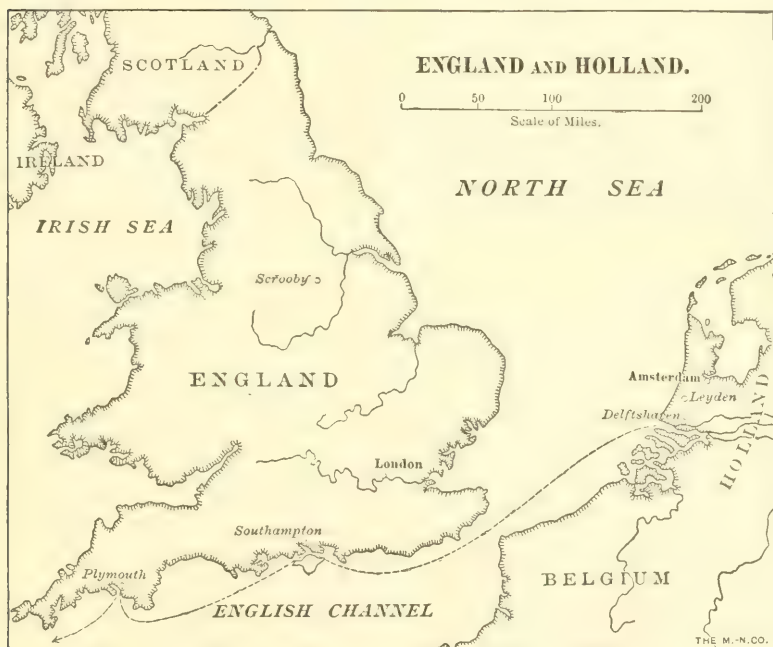 SCOTLAND
ENGLAND AND HOLLAND.
0 50 100 200
Scale of Miles.
IRELAND
NORTH SEA
IRISH SEA
Scrooby
ENGLAND
Amsterdam
Leyden
Delftshaven
HOLLAND
London
Southampton
Plymouth
BELGIUM
ENGLISH CHANNEL
THE M.-N.CO.